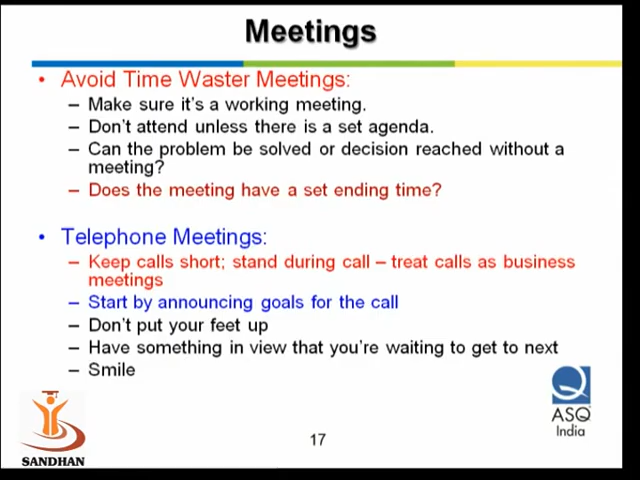 Meetings
• Avoid Time Waster Meetings:
– Make sure it's a working meeting.
– Don't attend unless there is a set agenda.
– Can the problem be solved or decision reached without a
meeting?
– Does the meeting have a set ending time?
• Telephone Meetings:
– Keep calls short; stand during call – treat calls as business
meetings
– Start by announcing goals for the call
– Don't put your feet up
– Have something in view that you're waiting to get to next
– Smile
SANDHAN
17
ASQ
India